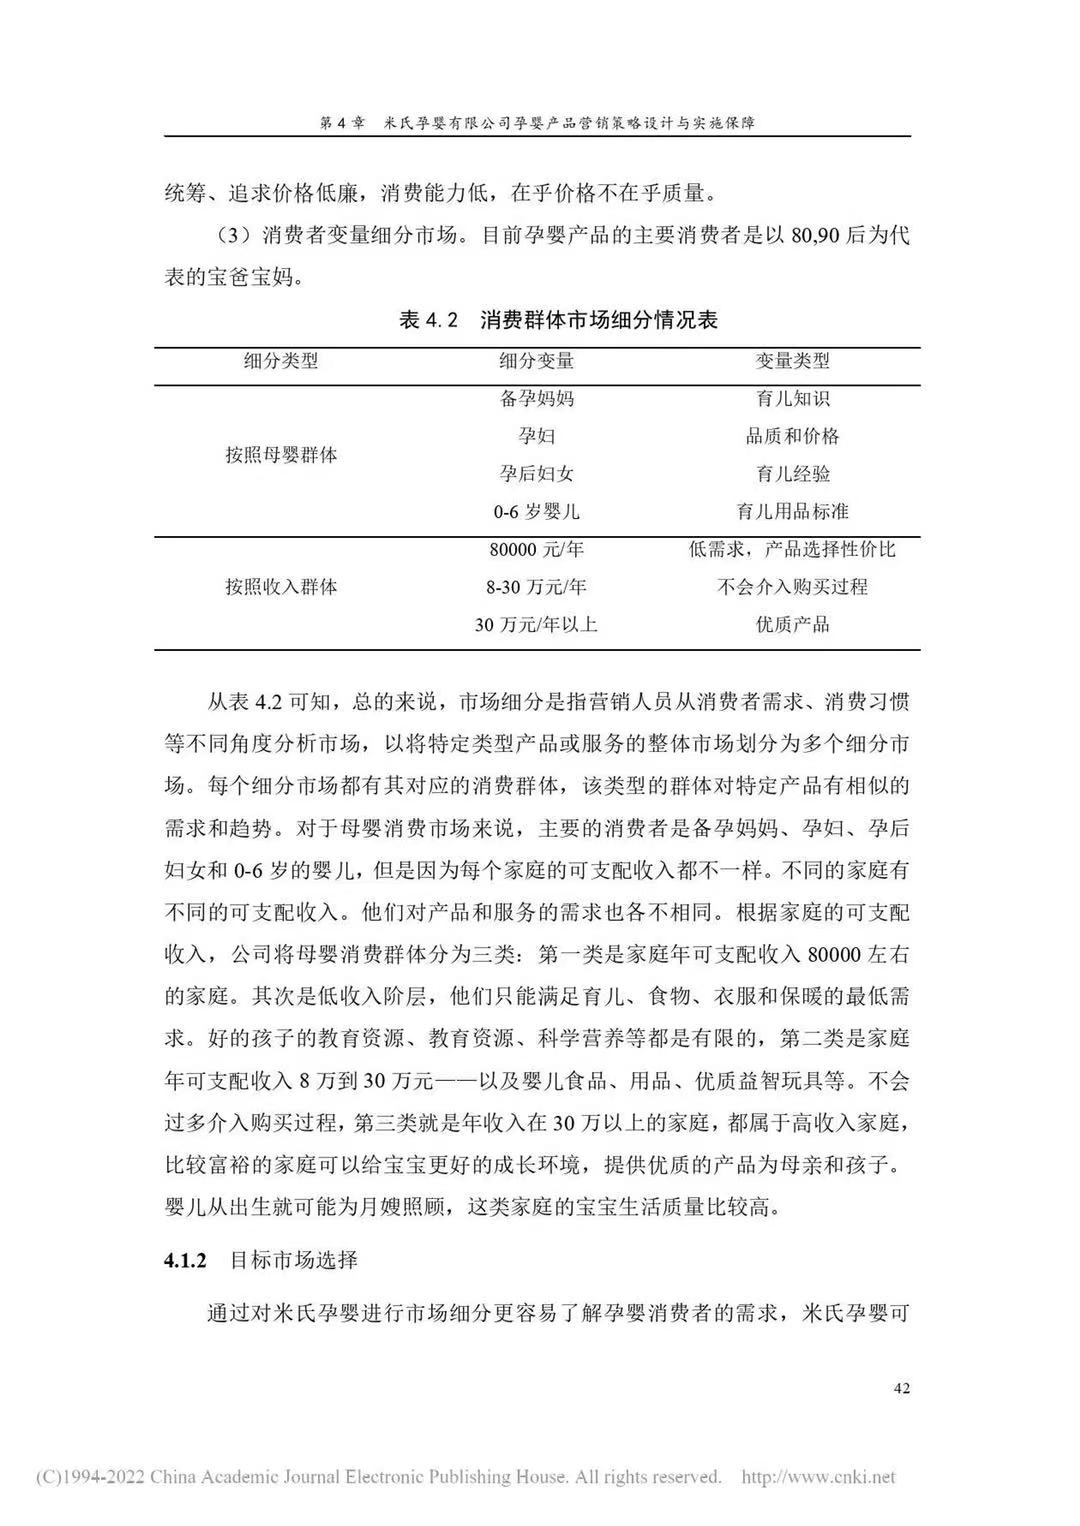 第 4 章 米氏孕婴有限公司孕婴产品营销策略设计与实施保障
统筹、追求价格低廉，消费能力低，在乎价格不在乎质量。
（3）消费者变量细分市场。目前孕婴产品的主要消费者是以 80,90 后为代
表的宝爸宝妈。
表 4.2 消费群体市场细分情况表
细分类型 细分变量 变量类型
备孕妈妈 育儿知识
孕妇 品质和价格
按照母婴群体
孕后妇女 育儿经验
0-6 岁婴儿 育儿用品标准
80000 元/年 低需求，产品选择性价比
按照收入群体 8-30 万元/年 不会介入购买过程
30 万元/年以上 优质产品
从表 4.2 可知，总的来说，市场细分是指营销人员从消费者需求、消费习惯
等不同角度分析市场，以将特定类型产品或服务的整体市场划分为多个细分市
场。每个细分市场都有其对应的消费群体，该类型的群体对特定产品有相似的
需求和趋势。对于母婴消费市场来说，主要的消费者是备孕妈妈、孕妇、孕后
妇女和 0-6 岁的婴儿，但是因为每个家庭的可支配收入都不一样。不同的家庭有
不同的可支配收入。他们对产品和服务的需求也各不相同。根据家庭的可支配
收入，公司将母婴消费群体分为三类：第一类是家庭年可支配收入 80000 左右
的家庭。其次是低收入阶层，他们只能满足育儿、食物、衣服和保暖的最低需
求。好的孩子的教育资源、教育资源、科学营养等都是有限的，第二类是家庭
年可支配收入 8 万到 30 万元——以及婴儿食品、用品、优质益智玩具等。不会
过多介入购买过程，第三类就是年收入在 30 万以上的家庭，都属于高收入家庭，
比较富裕的家庭可以给宝宝更好的成长环境，提供优质的产品为母亲和孩子。
婴儿从出生就可能为月嫂照顾，这类家庭的宝宝生活质量比较高。
4.1.2 目标市场选择
通过对米氏孕婴进行市场细分更容易了解孕婴消费者的需求，米氏孕婴可
42
(C)1994-2022 China Academic Journal Electronic Publishing House. All rights reserved. http://www.cnki.net